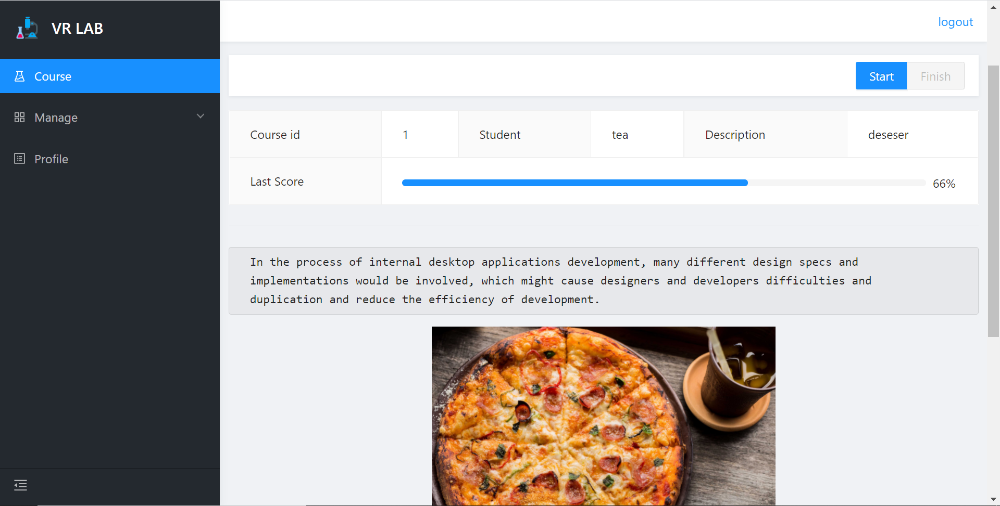 VR LAB
logout
Course
Manage
Profile
Start
Finish
Course id
1
Student
tea
Description
deseser
Last Score
66%
In the process of internal desktop applications development, many different design specs and
implementations would be involved, which might cause designers and developers difficulties and
duplication and reduce the efficiency of development.